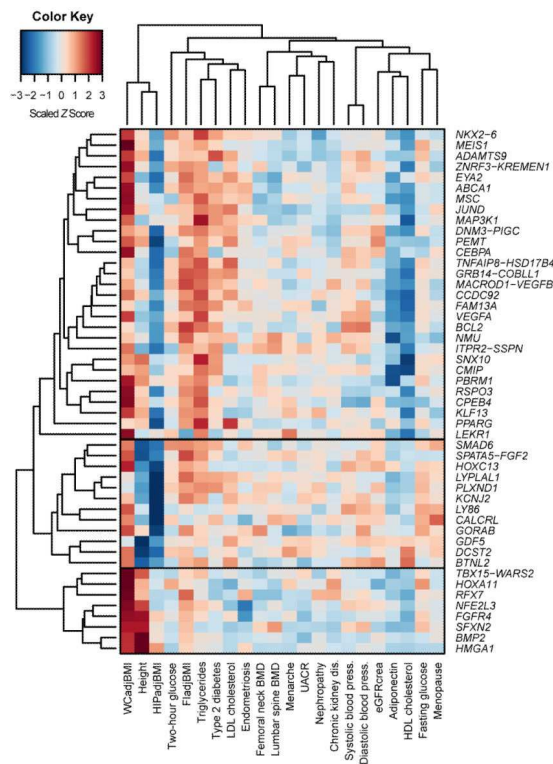 Color Key
−3−2−1 0 1 2 3
Scaled Z Score
NKX2−6
MEIS1
ADAMTS9
ZNRF3−KREMEN1
EYA2
ABCA1
MSC
JUND
MAP3K1
DNM3−PIGC
PEMT
CEBPA
TNFAIP8−HSD17B4
GRB14−COBLL1
MACROD1−VEGFB
CCDC92
FAM13A
VEGFA
BCL2
NMU
ITPR2−SSPN
SNX10
CMIP
PBRM1
RSPO3
CPEB4
KLF13
PPARG
LEKR1
SMAD6
SPATA5−FGF2
HOXC13
LYPLAL1
PLXND1
KCNJ2
LY86
CALCRL
GORAB
GDF5
DCST2
BTNL2
TBX15−WARS2
HOXA11
RFX7
NFE2L3
FGFR4
SFXN2
BMP2
HMGA1
WCadjBMI
Height
HIPadjBMI
Two−hour glucose
FIadjBMI
Triglycerides
Type 2 diabetes
LDL cholesterol
Endometriosis
Femoral neck BMD
Lumbar spine BMD
Menarche
UACR
Nephropathy
Chronic kidney dis.
Systolic blood press.
Diastolic blood press.
eGFRcrea
Adiponectin
HDL cholesterol
Fasting glucose
Menopause